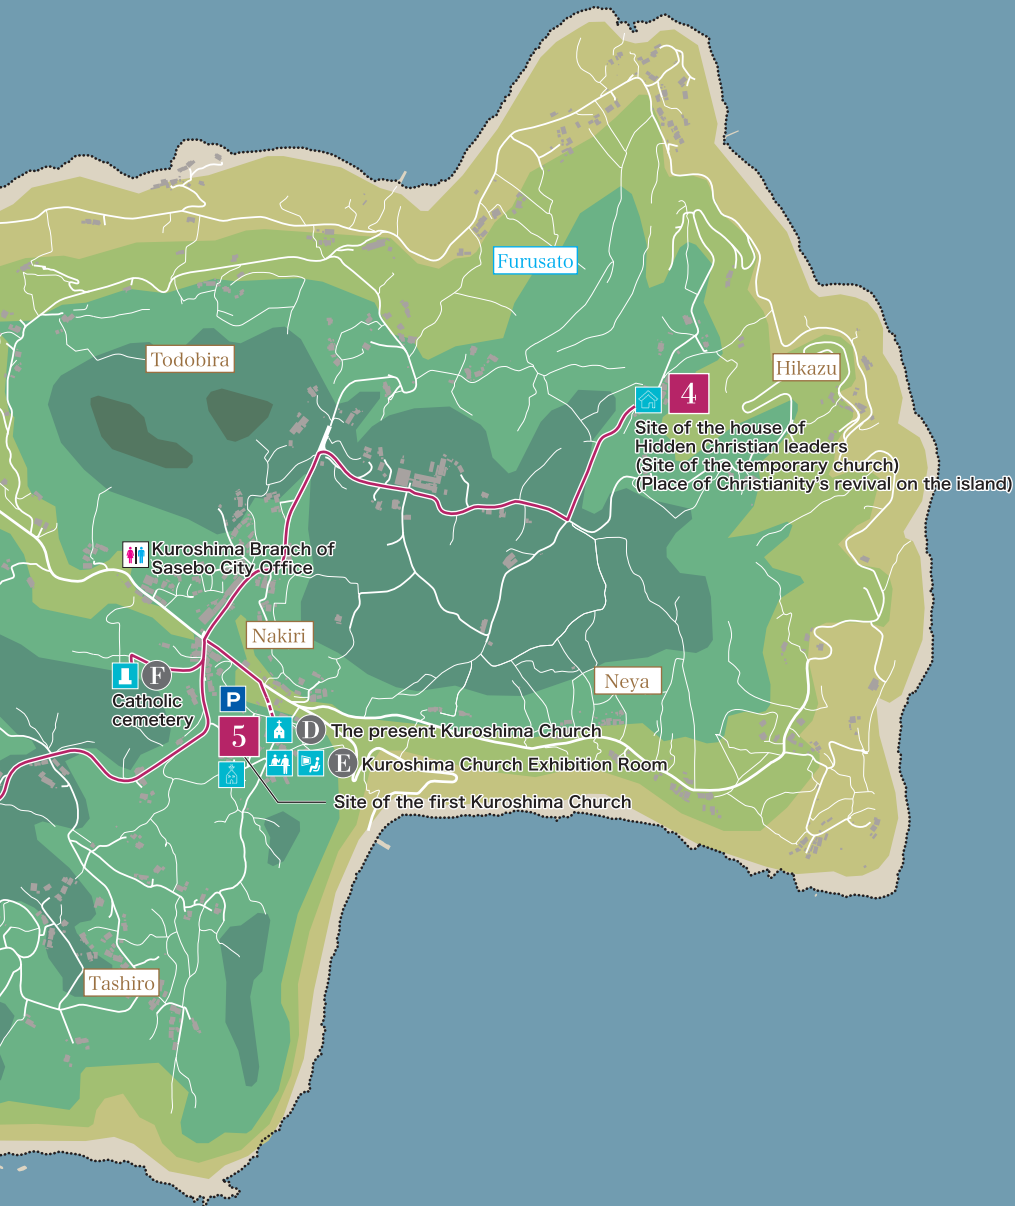 Furusato
Todobira
Hikazu
4
Site of the house of
Hidden Christian leaders
(Site of the temporary church)
(Place of Christianity's revival on the island)
Kuroshima Branch of
Sasebo City Office
Nakiri
F
Catholic
cemetery
Neya
P
5
D
The present Kuroshima Church
E
Kuroshima Church Exhibition Room
Site of the first Kuroshima Church
Tashiro